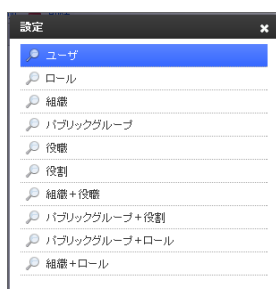 設定
ユーザ
ロール
組織
パブリックグループ
役職
役割
組織+役職
パブリックグループ+役割
パブリックグループ+ロール
組織+ロール